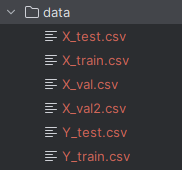 data
X_test.csv
X_train.csv
X_val.csv
X_val2.csv
Y_test.csv
Y_train.csv